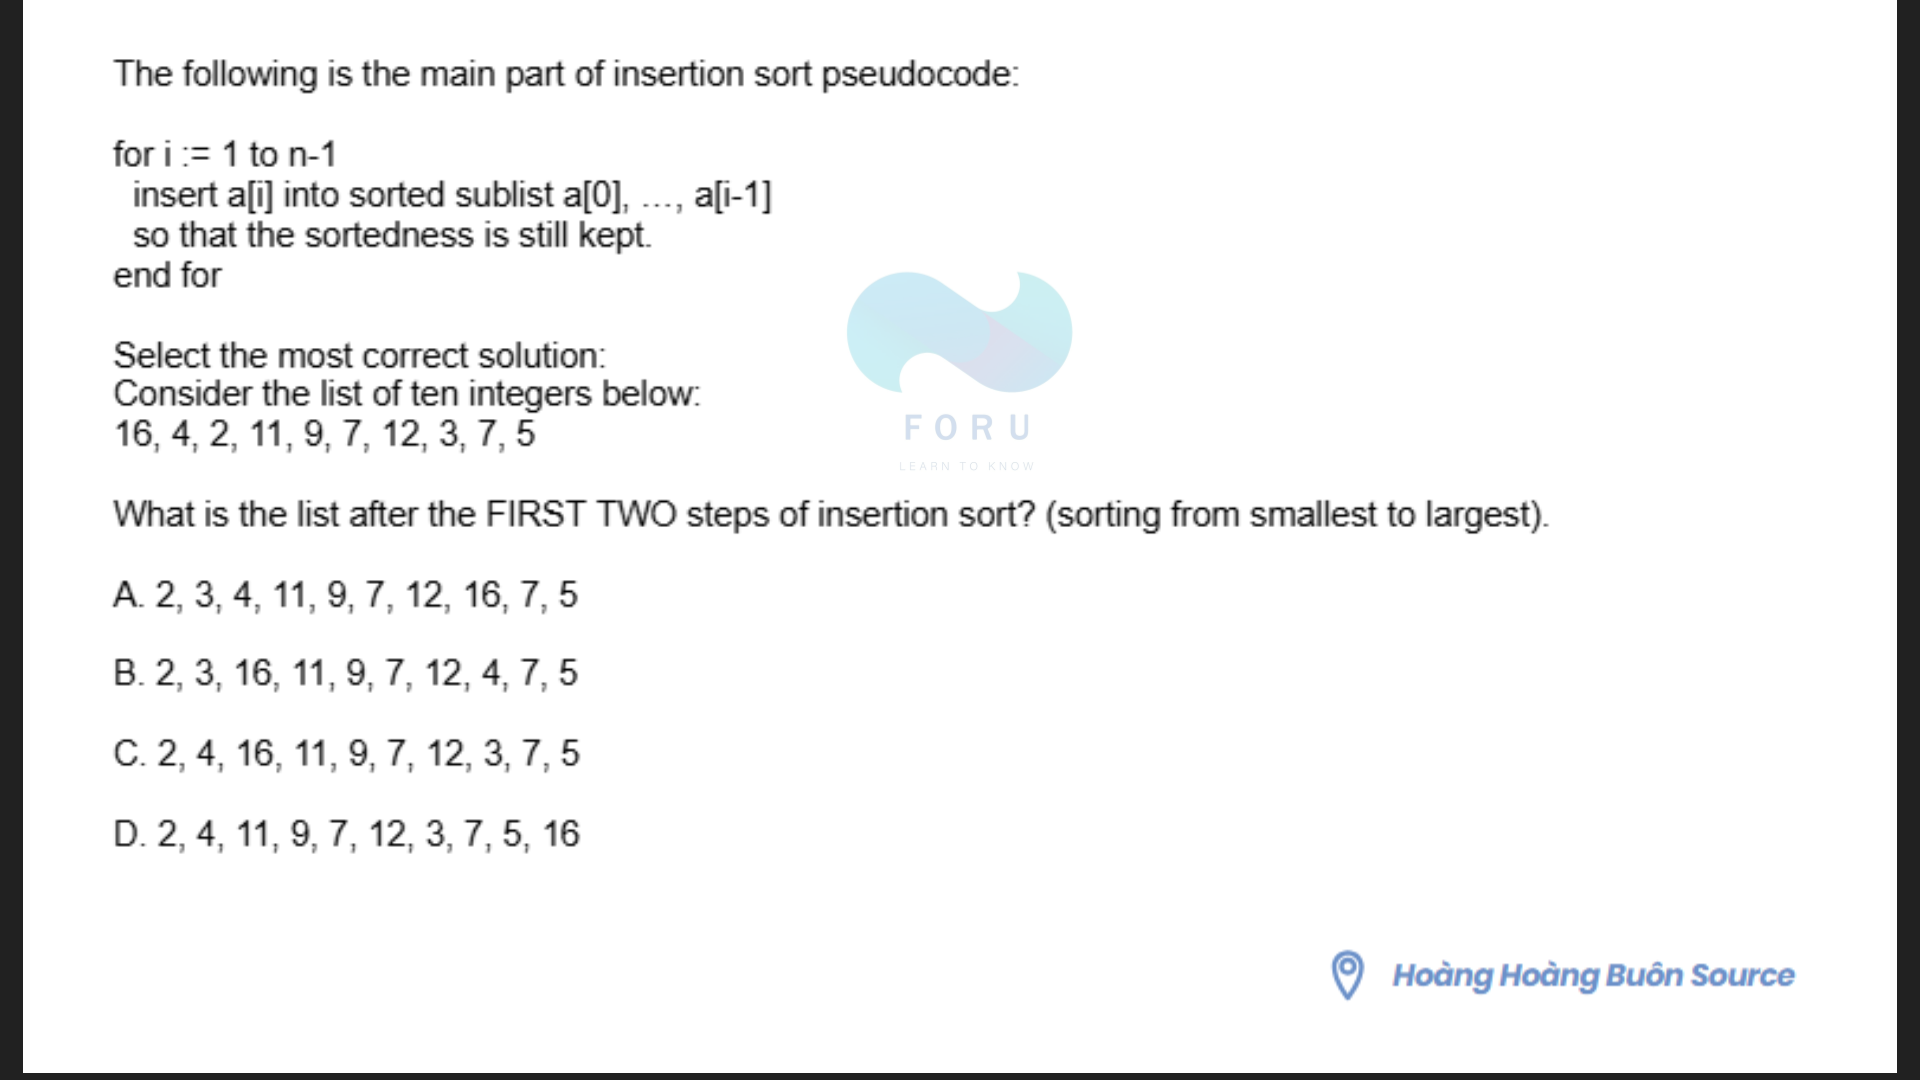 The following is the main part of insertion sort pseudocode:
for i := 1 to n-1
insert a[i] into sorted sublist a[0], ..., a[i-1]
so that the sortedness is still kept.
end for
Select the most correct solution:
Consider the list of ten integers below:
16, 4, 2, 11, 9, 7, 12, 3, 7, 5
FORU
LEARN TO KNOW
What is the list after the FIRST TWO steps of insertion sort? (sorting from smallest to largest).
A. 2, 3, 4, 11, 9, 7, 12, 16, 7, 5
B. 2, 3, 16, 11, 9, 7, 12, 4, 7, 5
C. 2, 4, 16, 11, 9, 7, 12, 3, 7, 5
D. 2, 4, 11, 9, 7, 12, 3, 7, 5, 16
Hoàng Hoàng Buôn Source